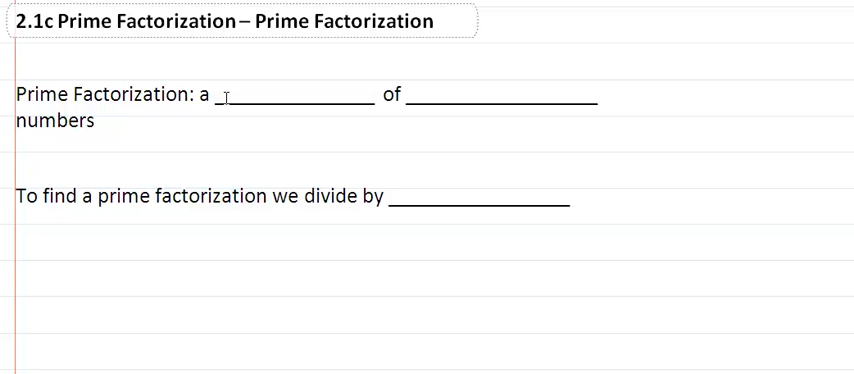 2.1c Prime Factorization – Prime Factorization
Prime Factorization: a _______________ of __________________
numbers
To find a prime factorization we divide by _________________